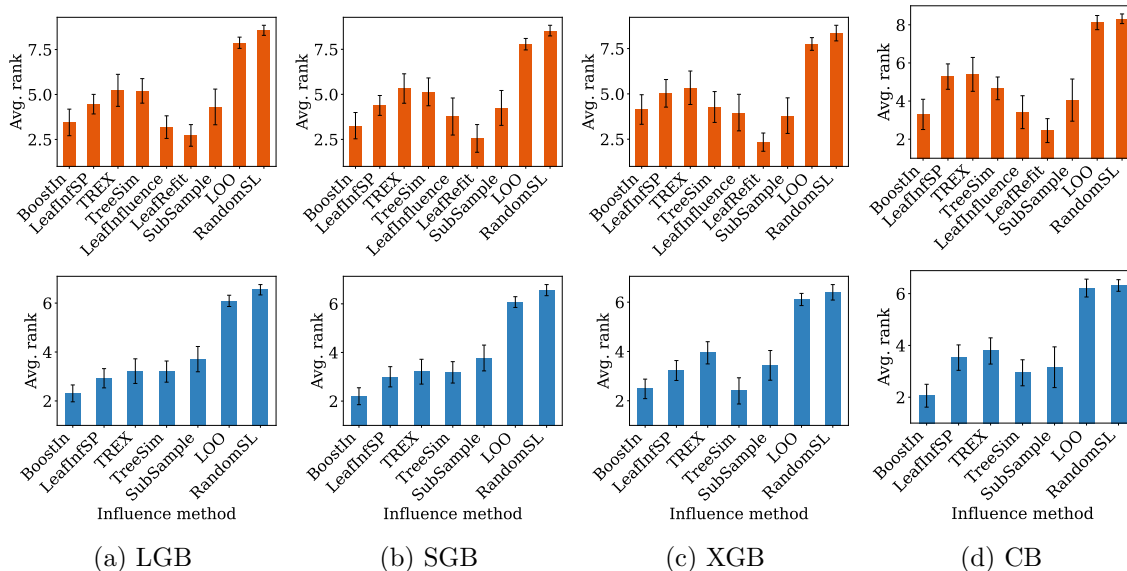 Avg. rank
7.5
5.0
2.5
BoostIn
LeafInfSP
TREX
TreeSim
LeafInfluence
LeafRefit
SubSample
LOO
RandomSL
Avg. rank
7.5
5.0
2.5
BoostIn
LeafInfSP
TREX
TreeSim
LeafInfluence
LeafRefit
SubSample
LOO
RandomSL
Avg. rank
7.5
5.0
2.5
BoostIn
LeafInfSP
TREX
TreeSim
LeafInfluence
LeafRefit
SubSample
LOO
RandomSL
Avg. rank
8
6
4
2
BoostIn
LeafInfSP
TREX
TreeSim
LeafInfluence
LeafRefit
SubSample
LOO
RandomSL
Avg. rank
6
4
2
BoostIn
LeafInfSP
TREX
TreeSim
SubSample
LOO
RandomSL
Influence method
(a) LGB
Avg. rank
6
4
2
BoostIn
LeafInfSP
TREX
TreeSim
SubSample
LOO
RandomSL
Influence method
(b) SGB
Avg. rank
6
4
2
BoostIn
LeafInfSP
TREX
TreeSim
SubSample
LOO
RandomSL
Influence method
(c) XGB
Avg. rank
6
4
2
BoostIn
LeafInfSP
TREX
TreeSim
SubSample
LOO
RandomSL
Influence method
(d) CB